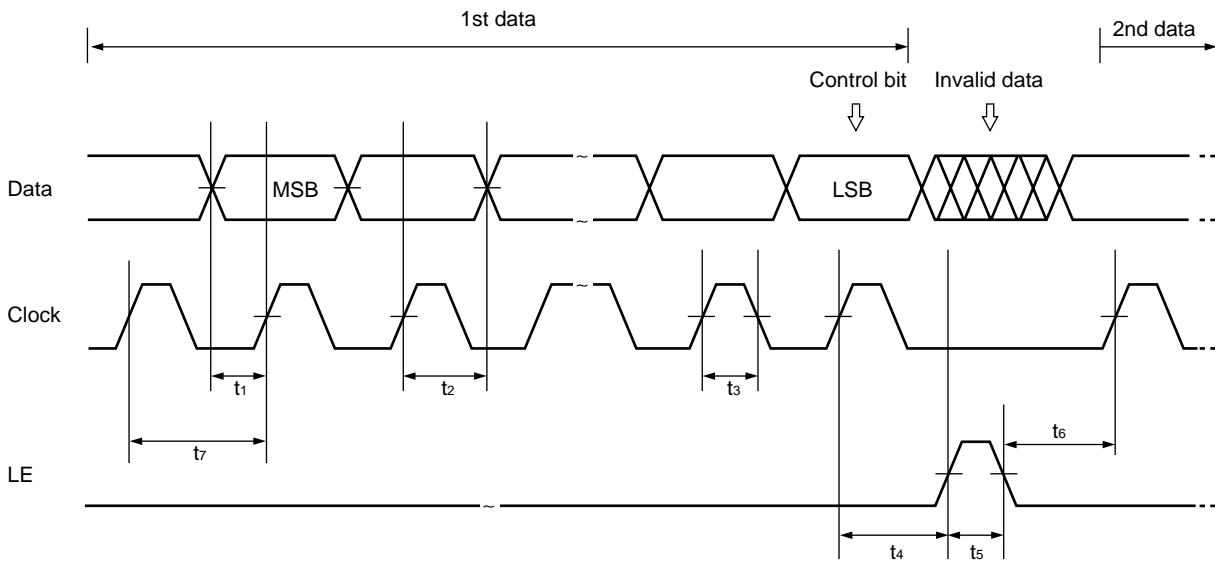 1st data
2nd data
Control bit
Invalid data
Data
MSB
LSB
Clock
t1
t2
t3
t7
t6
LE
t4
t5